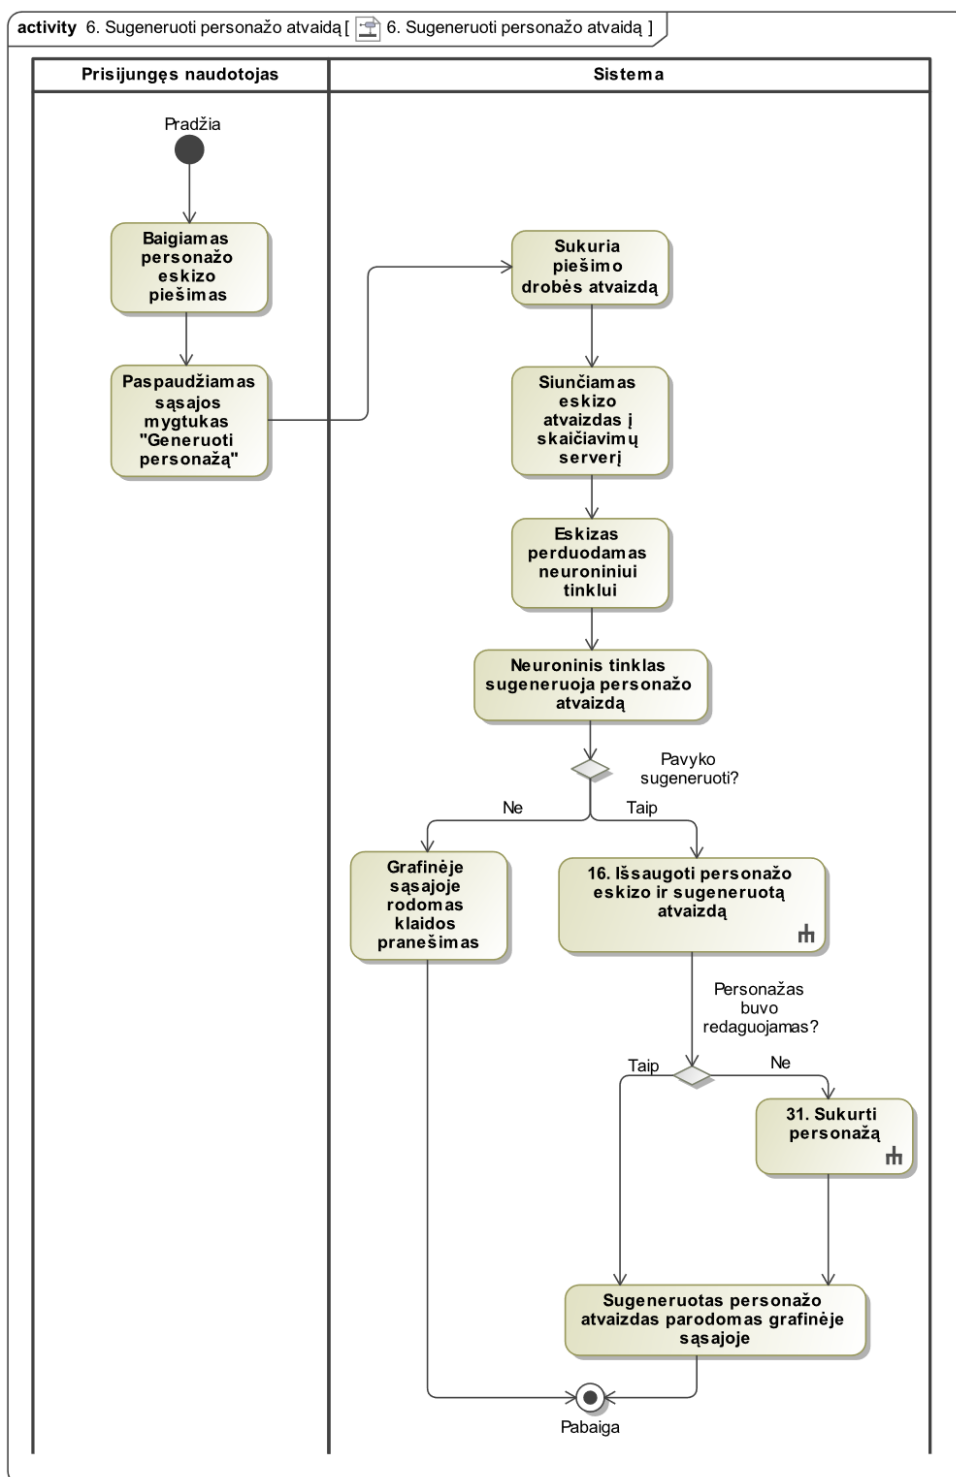 activity 6. Sugeneruoti personažo atvaidą [ 6. Sugeneruoti personažo atvaidą ]
Prisijungęs naudotojas
Sistema
Pradžia
Baigiamas
personažo
eskizo
piešimas
Paspaudžiamas
sąsajos
mygtukas
"Generuoti
personažą"
Sukuria
piešimo
drobės atvaizdą
Siunčiamas
eskizo
atvaizdas į
skaičiavimų
serverį
Eskizas
perduodamas
neuroniniui
tinklui
Neuroninis tinklas
sugeneruoja personažo
atvaizdą
Pavyko
sugeneruoti?
Ne
Taip
Grafinėje
sąsajoje
rodomas
klaidos
pranešimas
16. Išsaugoti personažo
eskizo ir sugeneruotą
atvaizdą
Personažas
buvo
redaguojamas?
Taip
Ne
31. Sukurti
personažą
Sugeneruotas personažo
atvaizdas parodomas grafinėje
sąsajoje
Pabaiga